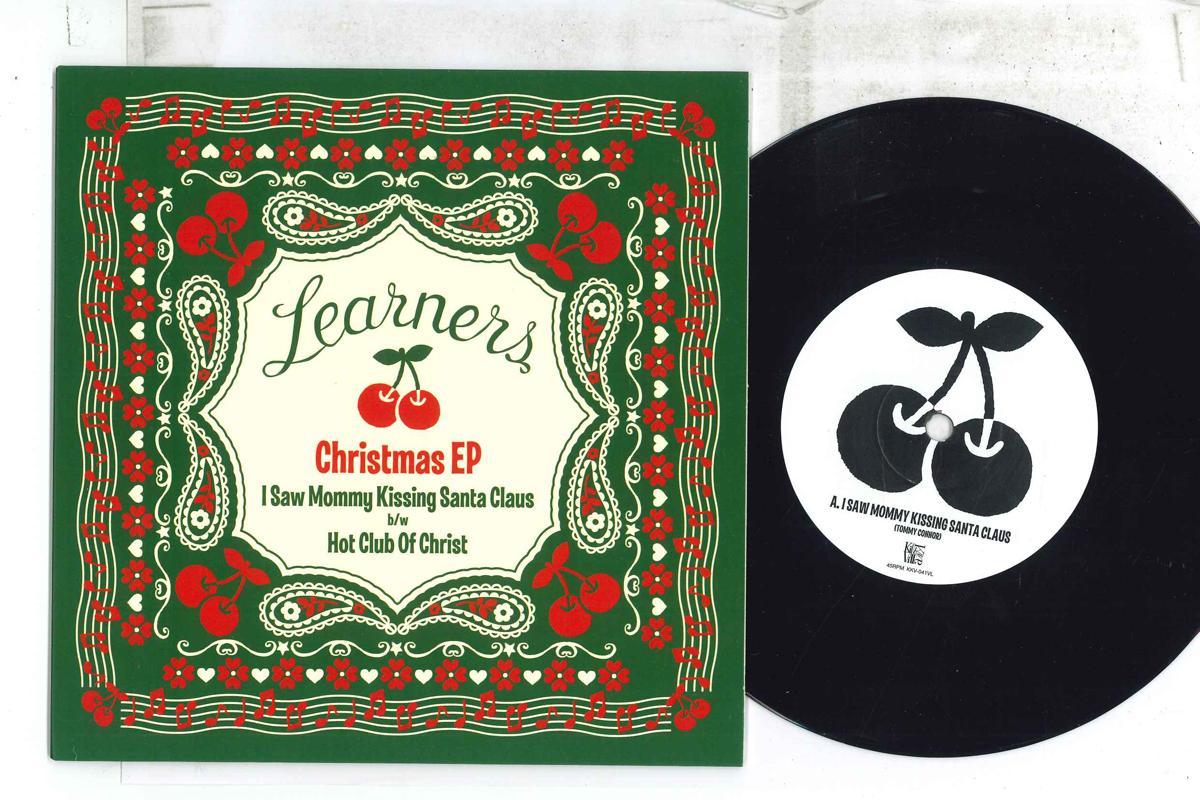 Learners
Christmas EP
I Saw Mommy Kissing Santa Claus
b/w
Hot Club Of Christ
A. I SAW MOMMY KISSING SANTA CLAUS
(TOMMY CONNOR)
45RPM KKV-041VL